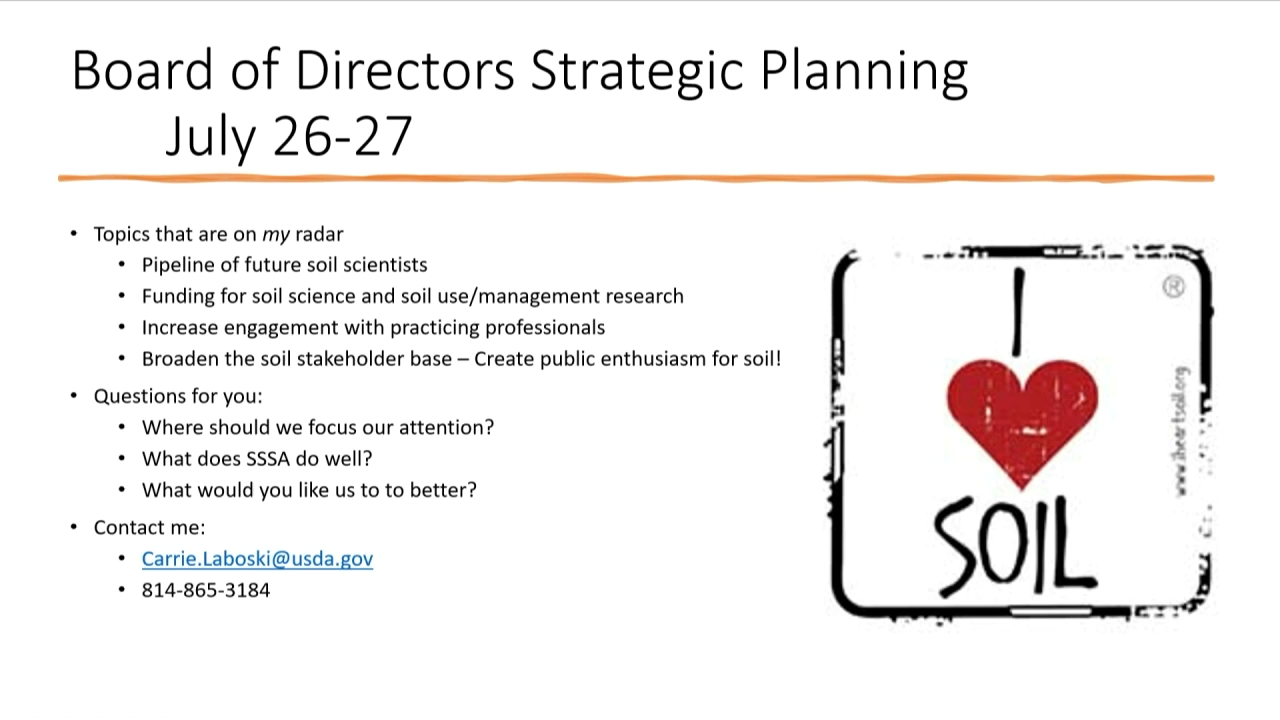 Board of Directors Strategic Planning
July 26-27
• Topics that are on my radar
• Pipeline of future soil scientists
• Funding for soil science and soil use/management research
• Increase engagement with practicing professionals
• Broaden the soil stakeholder base – Create public enthusiasm for soil!
• Questions for you:
• Where should we focus our attention?
• What does SSSA do well?
• What would you like us to to better?
• Contact me:
• Carrie.Laboski@usda.gov
• 814-865-3184
I
SOIL
®
www.iheartsoil.org